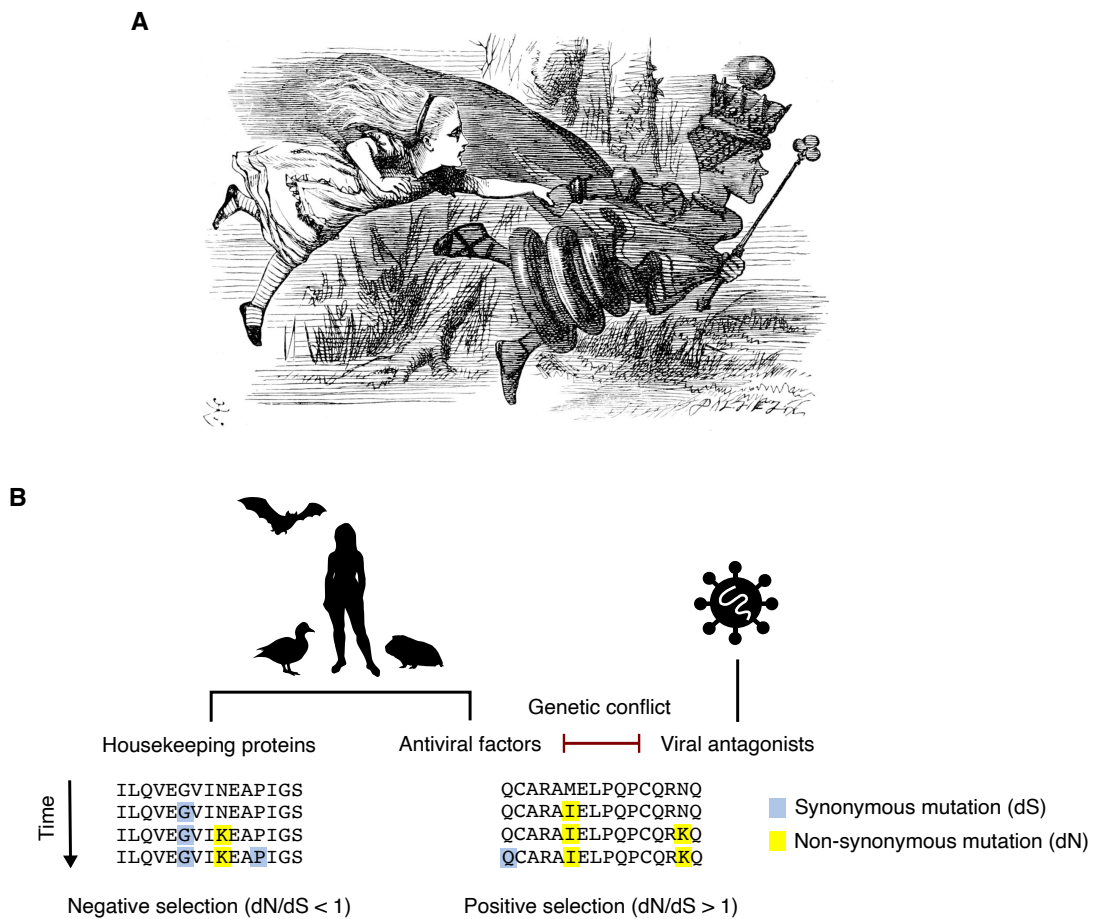 A
B
Genetic conflict
Housekeeping proteins
Antiviral factors
Viral antagonists
Time
ILQVEGVINEAPIGS
ILQVEGVINEAPIGS
ILQVEGVIKEAPIGS
ILQVEGVIKEAPIGS
QCARAMELPQPCQRNQ
QCARAIELPQPCQRNQ
QCARAIELPQPCQRKQ
QCARAIELPQPCQRKQ
Synonymous mutation (dS)
Non-synonymous mutation (dN)
Negative selection (dN/dS < 1)
Positive selection (dN/dS > 1)